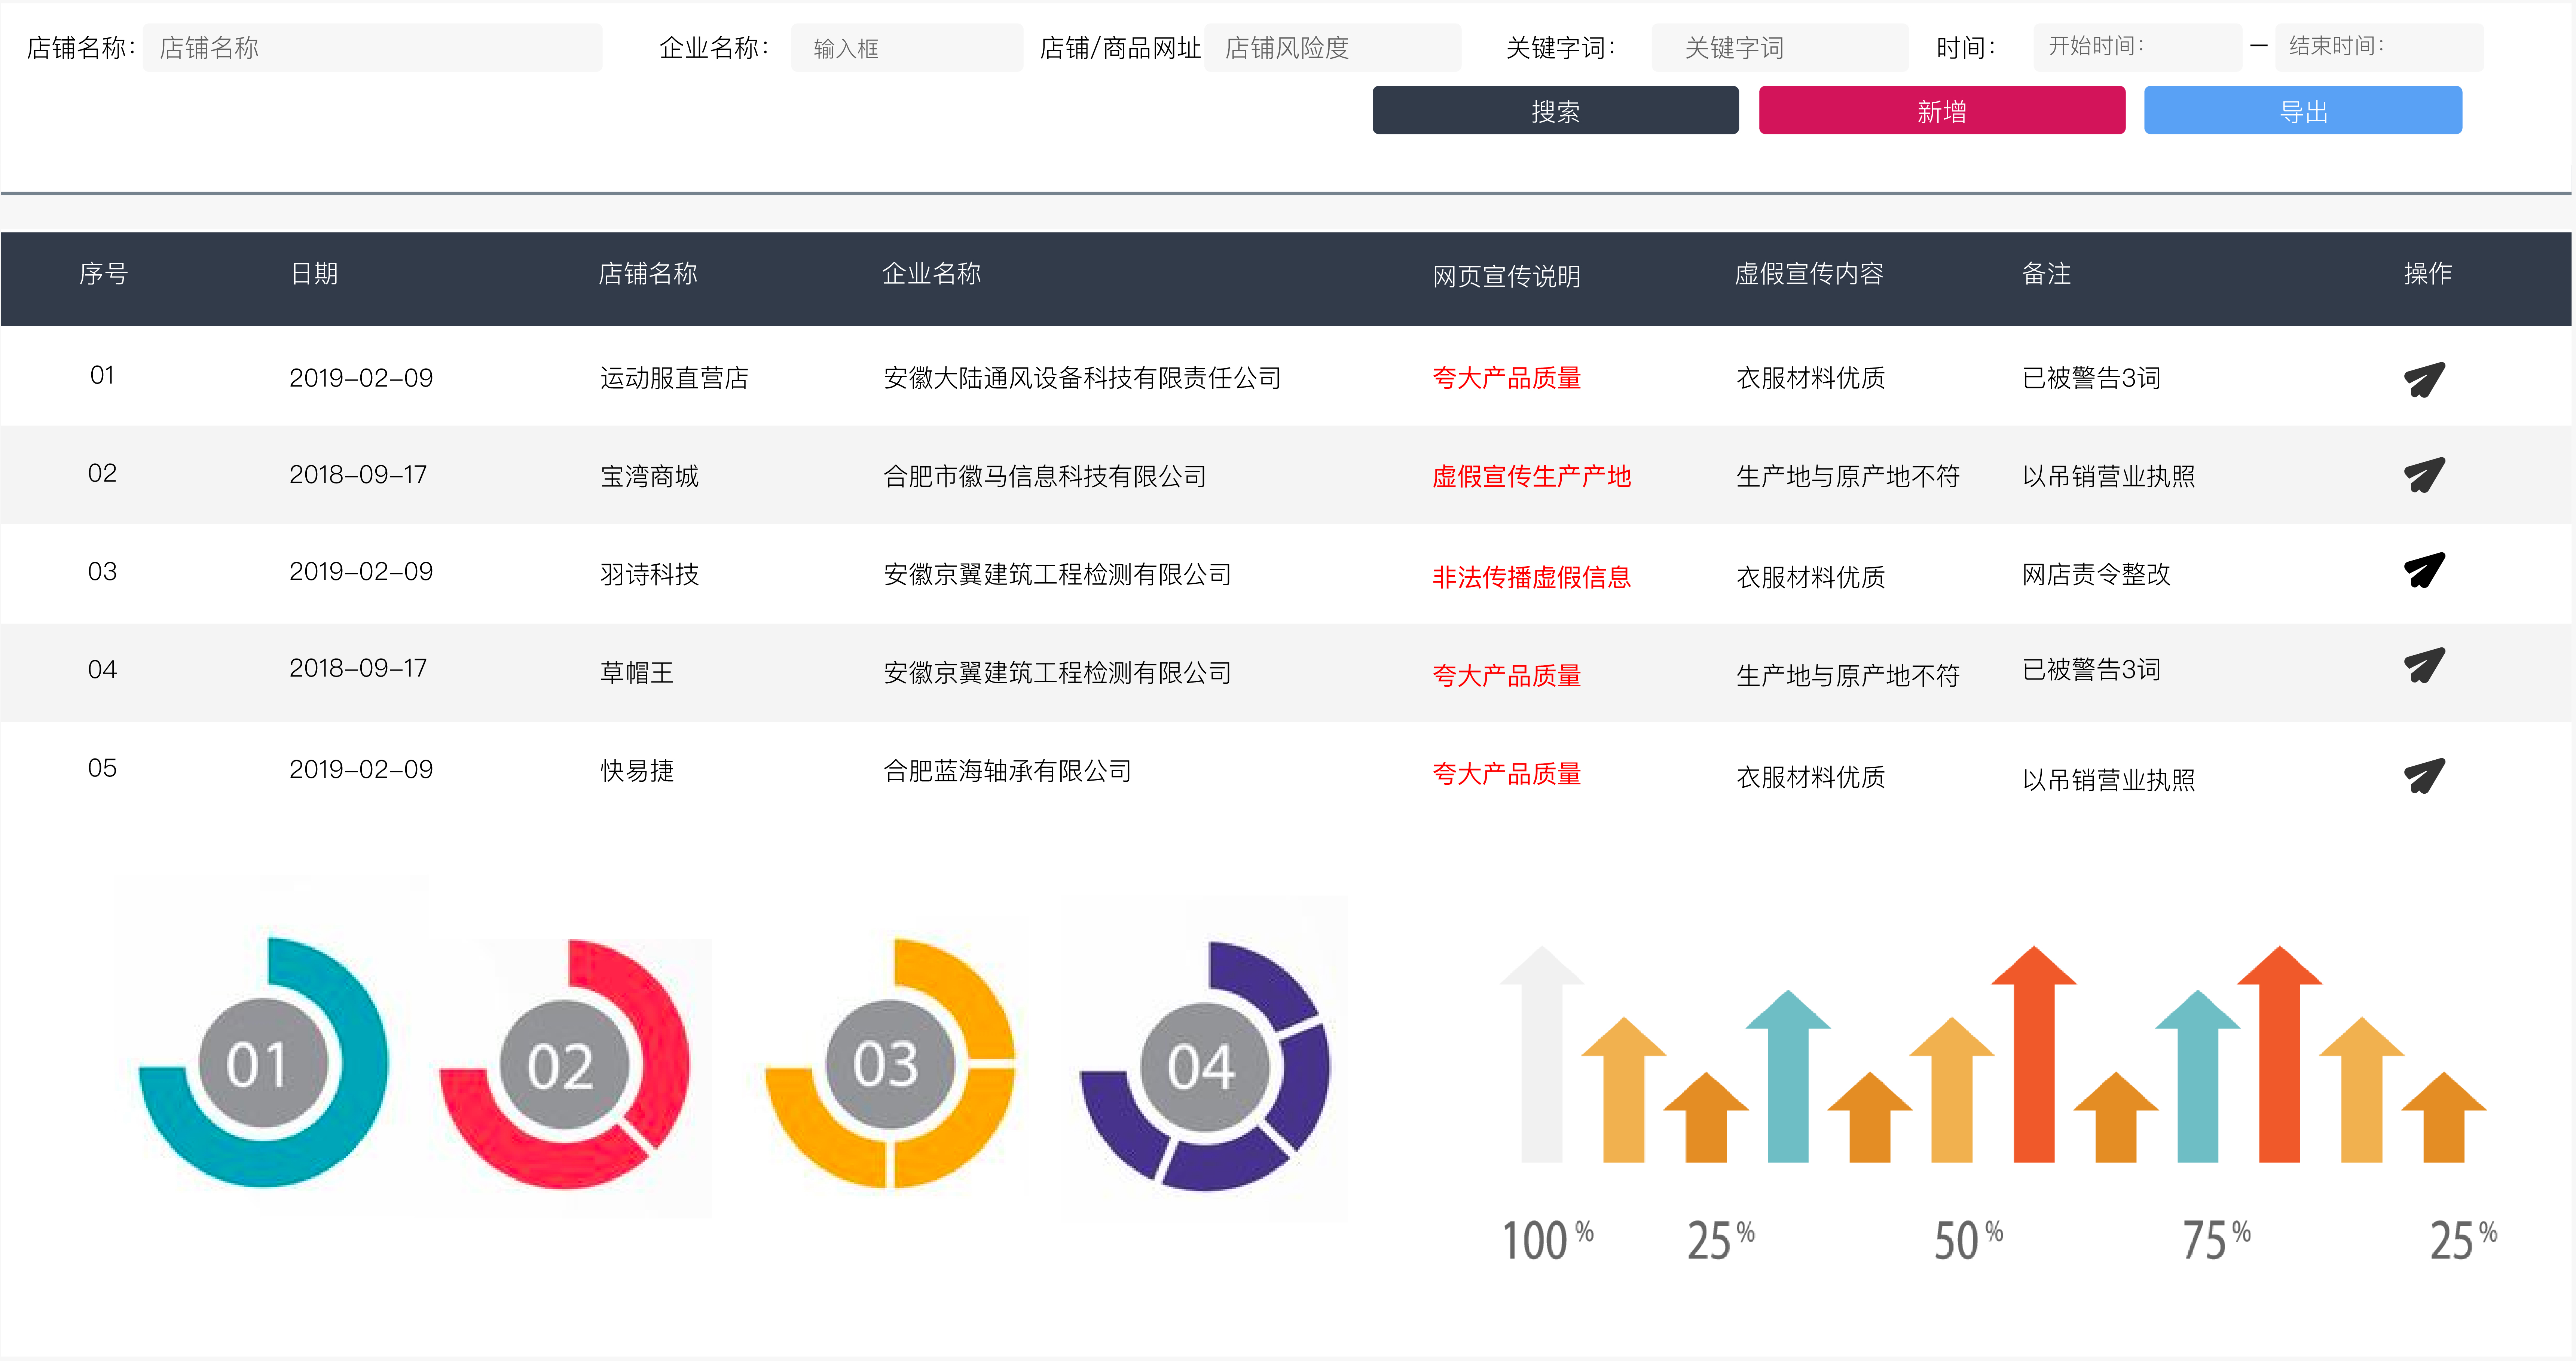 店铺名称： 店铺名称 企业名称： 输入框 店铺/商品网址 店铺风险度 关键字词： 关键字词 时间： 开始时间： — 结束时间：
搜索 新增 导出
序号 日期 店铺名称 企业名称 网页宣传说明 虚假宣传内容 备注 操作
01 2019-02-09 运动服直营店 安徽大陆通风设备科技有限责任公司 夸大产品质量 衣服材料优质 已被警告3词
02 2018-09-17 宝湾商城 合肥市徽马信息科技有限公司 虚假宣传生产产地 生产地与原产地不符 以吊销营业执照
03 2019-02-09 羽诗科技 安徽京翼建筑工程检测有限公司 非法传播虚假信息 衣服材料优质 网店责令整改
04 2018-09-17 草帽王 安徽京翼建筑工程检测有限公司 夸大产品质量 生产地与原产地不符 已被警告3词
05 2019-02-09 快易捷 合肥蓝海轴承有限公司 夸大产品质量 衣服材料优质 以吊销营业执照
01 02 03 04
100% 25% 50% 75% 25%